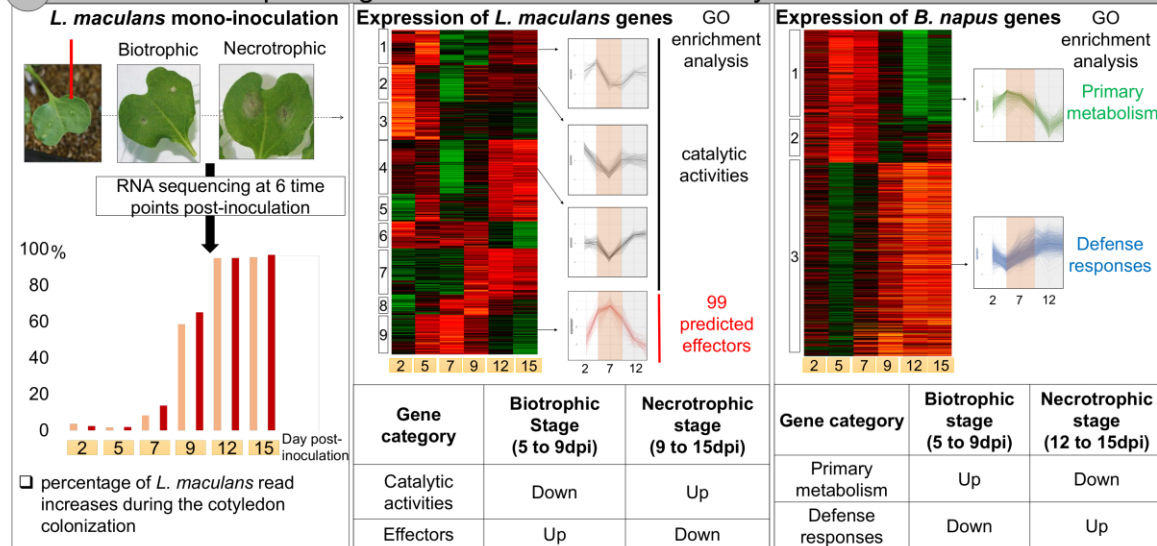 L. maculans mono-inoculation
Biotrophic
Necrotrophic
RNA sequencing at 6 time
points post-inoculation
100 %
80
60
40
20
0
2 5 7 9 12 15
Day post-
inoculation
❑ percentage of L. maculans read
increases during the cotyledon
colonization
Expression of L. maculans genes
GO
enrichment
analysis
1
2
3
4
5
6
7
8
9
2 5 7 9 12 15
2 7 12
catalytic
activities
99
predicted
effectors
Gene
category
Biotrophic
Stage
(5 to 9dpi)
Necrotrophic
stage
(9 to 15dpi)
Catalytic
activities
Down
Up
Effectors
Up
Down
Expression of B. napus genes
GO
enrichment
analysis
1
2
3
2 5 7 9 12 15
Primary
metabolism
Defense
responses
2 7 12
Gene category
Biotrophic
stage
(5 to 9dpi)
Necrotrophic
stage
(12 to 15dpi)
Primary
metabolism
Up
Down
Defense
responses
Down
Up